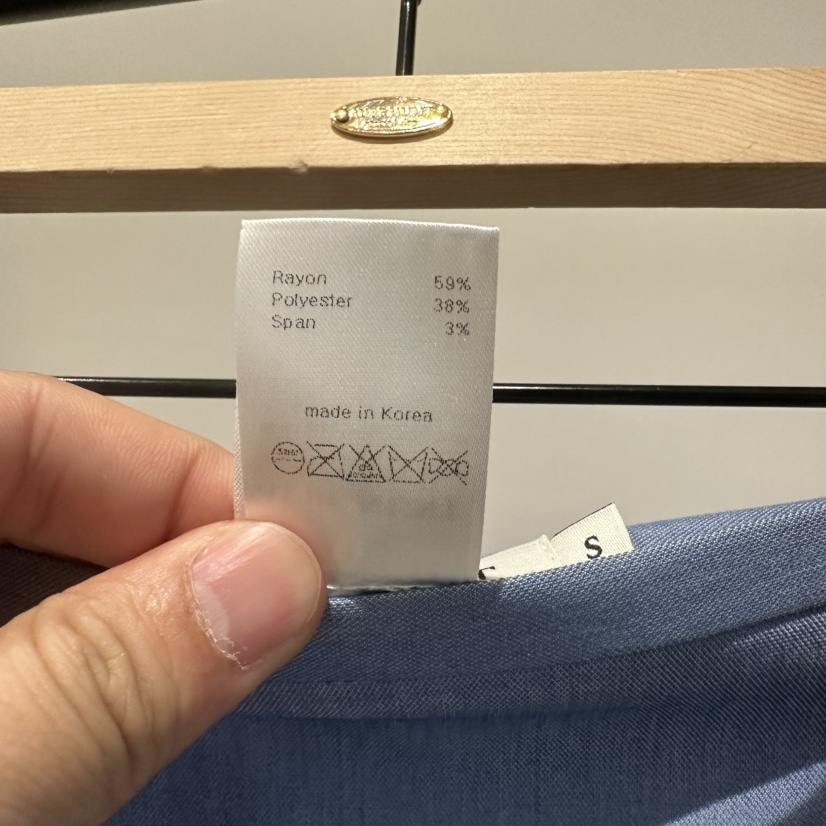 Rayon 59%
Polyester 38%
Span 3%
made in Korea
S